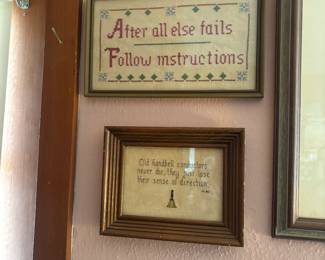 After all else fails
Follow instructions
Old handbell conductors
never die, they just lose
their sense of direction